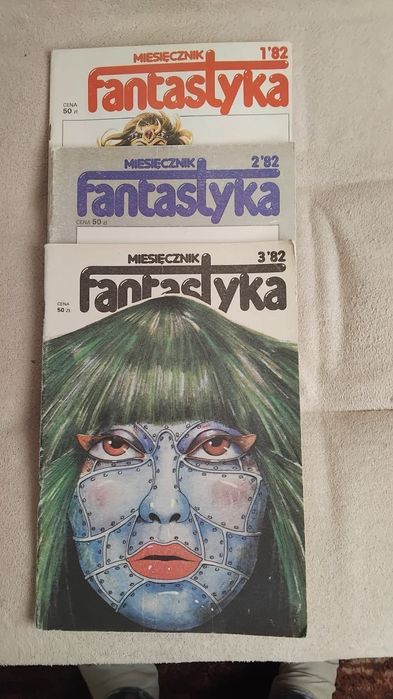 MIESIĘCZNIK 1'82
fantastyka
CENA
50 zł
MIESIĘCZNIK 2'82
fantastyka
CENA 50 zł
MIESIĘCZNIK 3'82
fantastyka
CENA
50 ZŁ